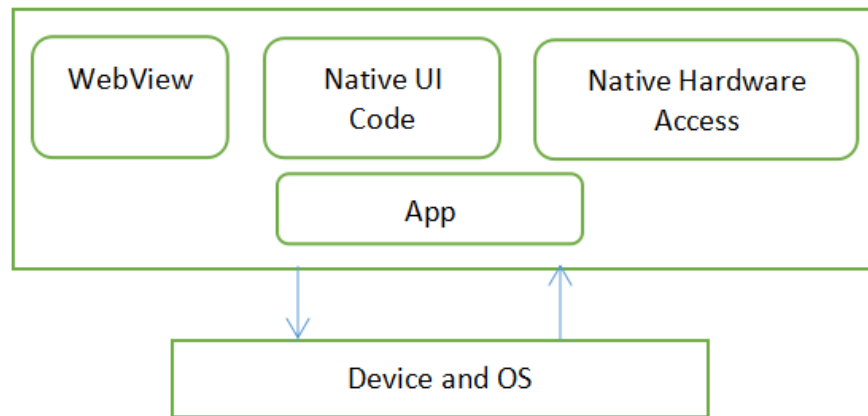 WebView
Native UI
Code
Native Hardware
Access
App
Device and OS